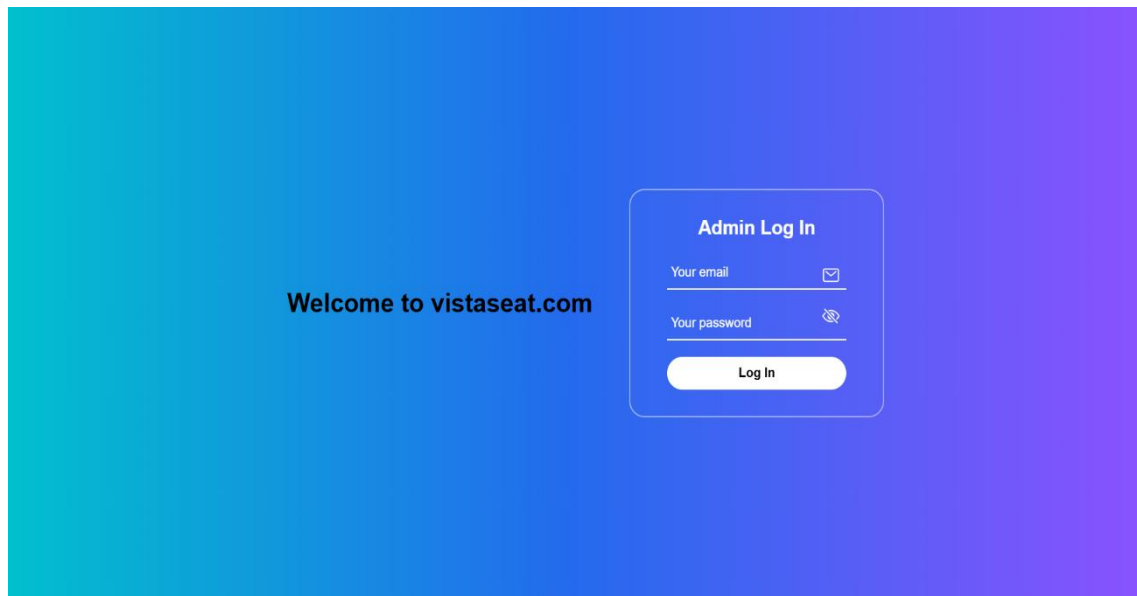 Welcome to vistaseat.com
Admin Log In
Your email
Your password
Log In